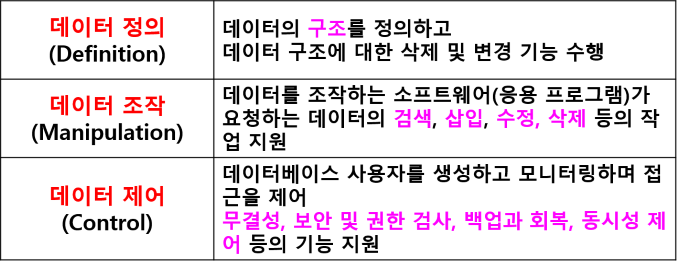 데이터 정의
(Definition)
데이터의 구조를 정의하고
데이터 구조에 대한 삭제 및 변경 기능 수행
데이터 조작
(Manipulation)
데이터를 조작하는 소프트웨어(응용 프로그램)가
요청하는 데이터의 검색, 삽입, 수정, 삭제 등의 작
업 지원
데이터 제어
(Control)
데이터베이스 사용자를 생성하고 모니터링하며 접
근을 제어
무결성, 보안 및 권한 검사, 백업과 회복, 동시성 제
어 등의 기능 지원